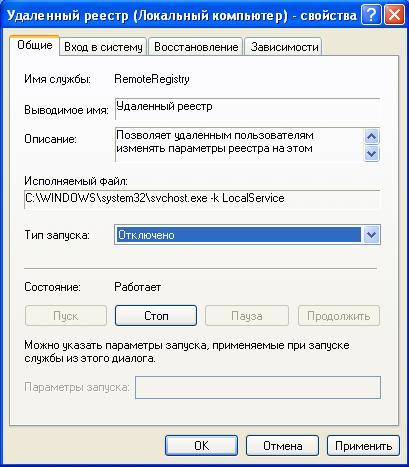 Удаленный реестр (Локальный компьютер) - свойства
Общие Вход в систему Восстановление Зависимости
Имя службы: RemoteRegistry
Выводимое имя: Удаленный реестр
Описание: Позволяет удаленным пользователям
изменять параметры реестра на этом
Исполняемый файл:
C:\WINDOWS\system32\svchost.exe -k LocalService
Тип запуска: Отключено
Состояние: Работает
Пуск Стоп Пауза Продолжить
Можно указать параметры запуска, применяемые при запуске
службы из этого диалога.
Параметры запуска:
OK Отмена Применить